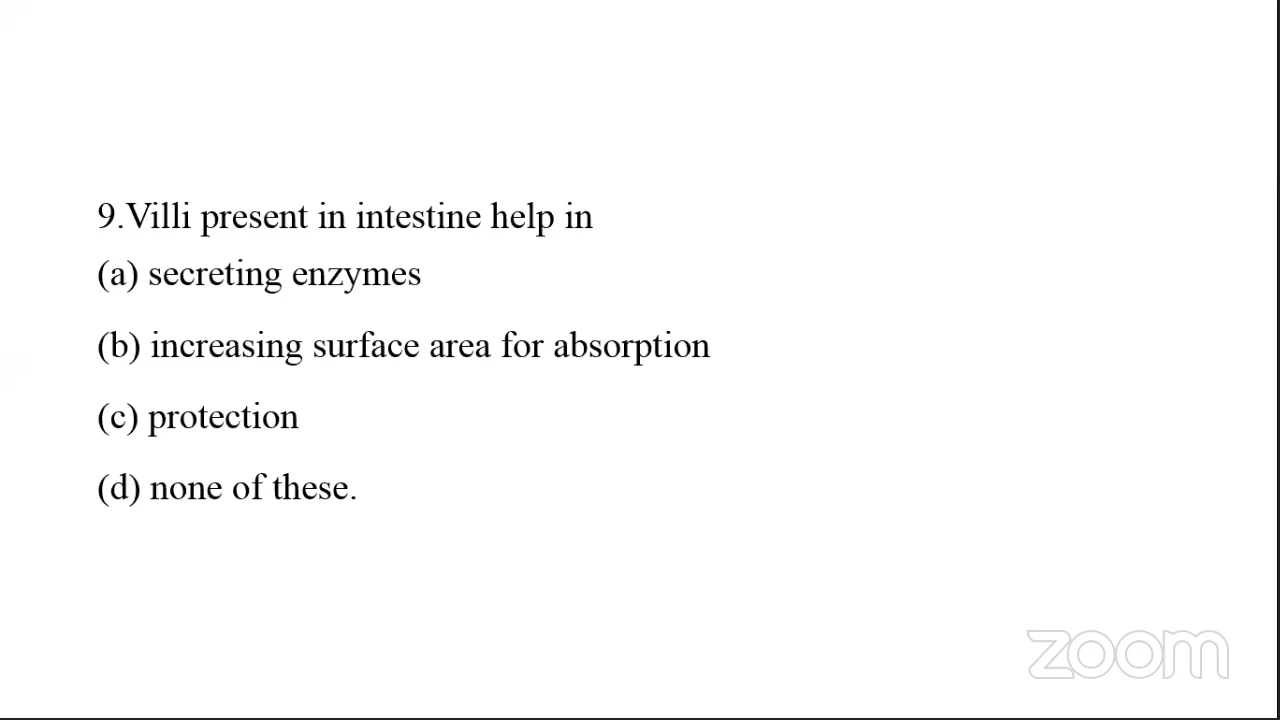 9.Villi present in intestine help in
(a) secreting enzymes
(b) increasing surface area for absorption
(c) protection
(d) none of these.
zoom